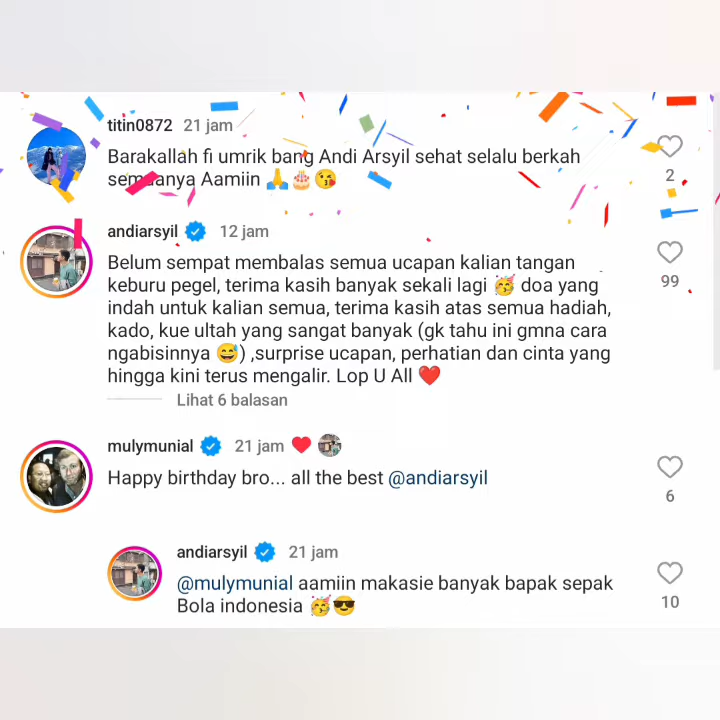 titin0872 21 jam
Barakallah fi umrik bang Andi Arsyil sehat selalu berkah
semuanya Aamiin 🙏🎂😘
2
andiarsyil 12 jam
Belum sempat membalas semua ucapan kalian tangan
keburu pegel, terima kasih banyak sekali lagi 🥳 doa yang
indah untuk kalian semua, terima kasih atas semua hadiah,
kado, kue ultah yang sangat banyak (gk tahu ini gmna cara
ngabisinnya 😅) ,surprise ucapan, perhatian dan cinta yang
hingga kini terus mengalir. Lop U All ❤️
99
Lihat 6 balasan
mulymunial 21 jam ❤️
Happy birthday bro... all the best @andiarsyil
6
andiarsyil 21 jam
@mulymunial aamiin makasie banyak bapak sepak
Bola indonesia 🥳😎
10